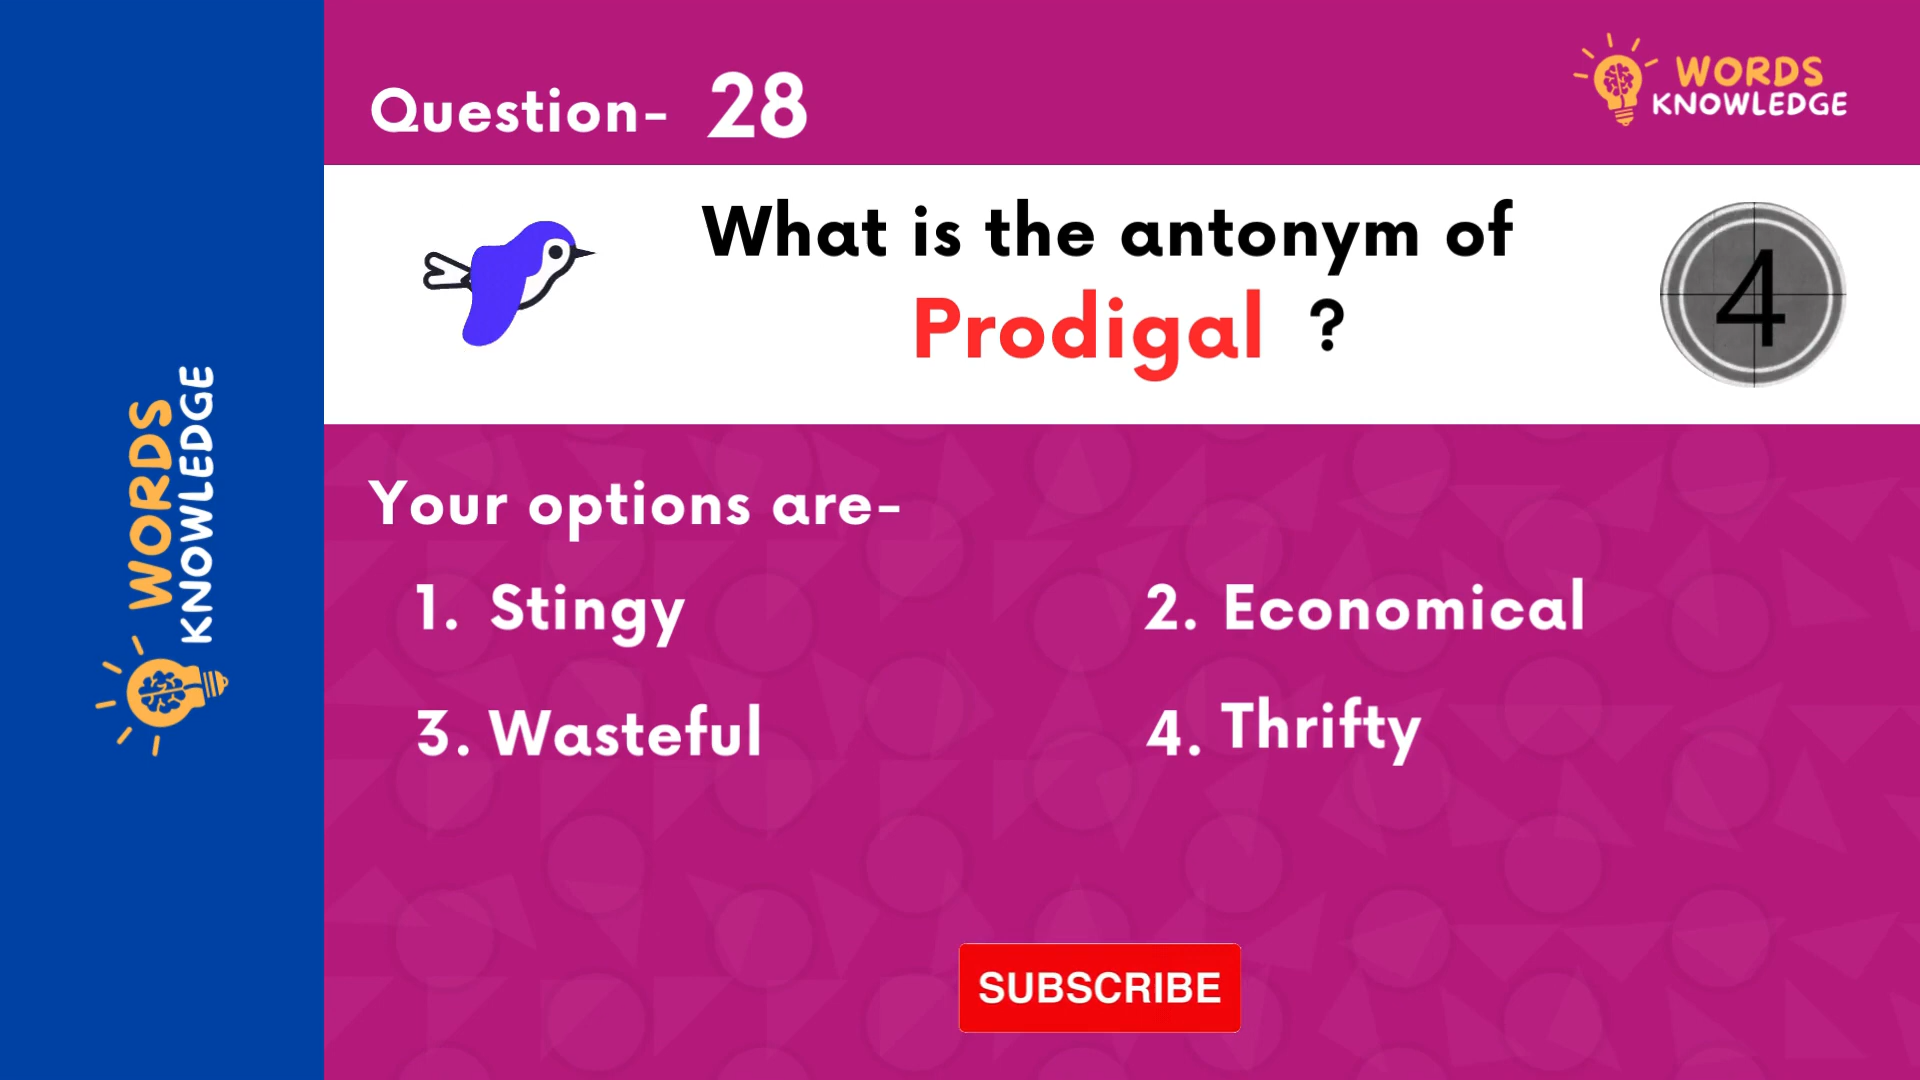 Question- 28
WORDS
KNOWLEDGE
What is the antonym of
Prodigal ?
4
Your options are-
1. Stingy
2. Economical
3. Wasteful
4. Thrifty
WORDS
KNOWLEDGE
SUBSCRIBE